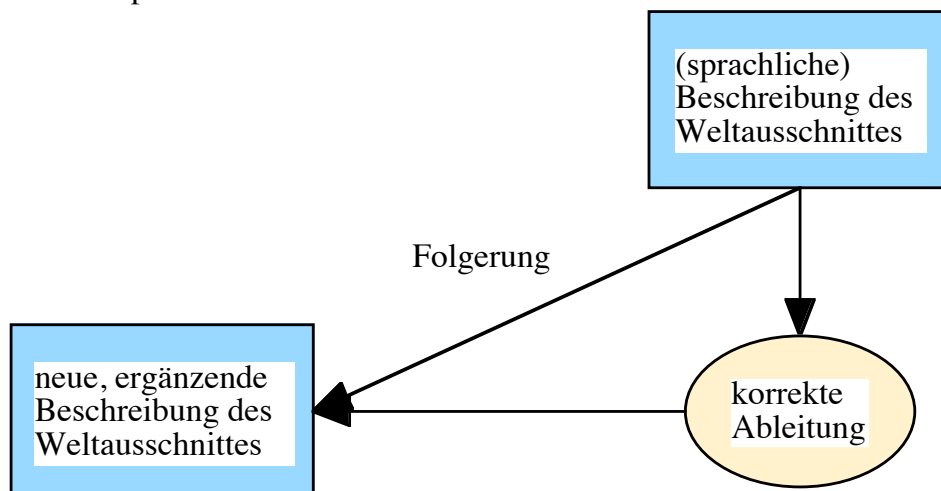 (sprachliche)
Beschreibung des
Weltausschnittes
Folgerung
neue, ergänzende
Beschreibung des
Weltausschnittes
korrekte
Ableitung